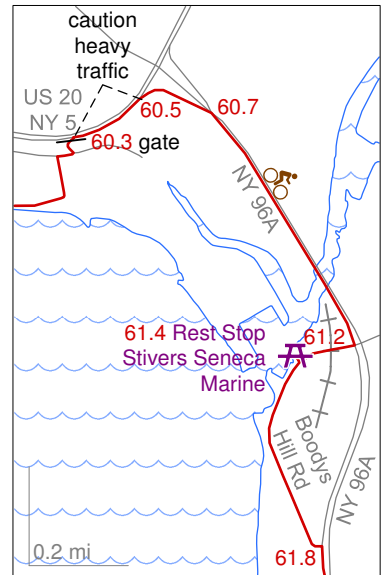 caution
heavy
traffic
US 20
NY 5
60.5
60.7
60.3 gate
NY 96A
61.4 Rest Stop
Stivers Seneca
Marine
61.2
Boodys
Hill Rd
NY 96A
0.2 mi
61.8